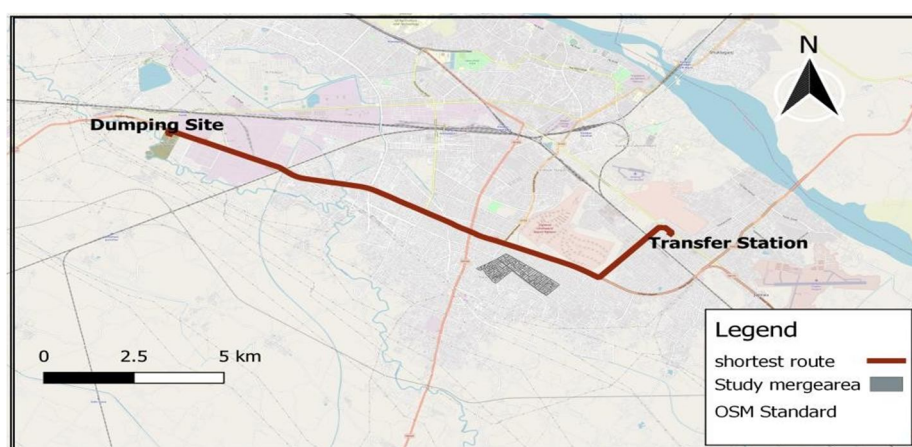 N
Dumping Site
Transfer Station
0 2.5 5 km
Legend
shortest route
Study mergearea
OSM Standard